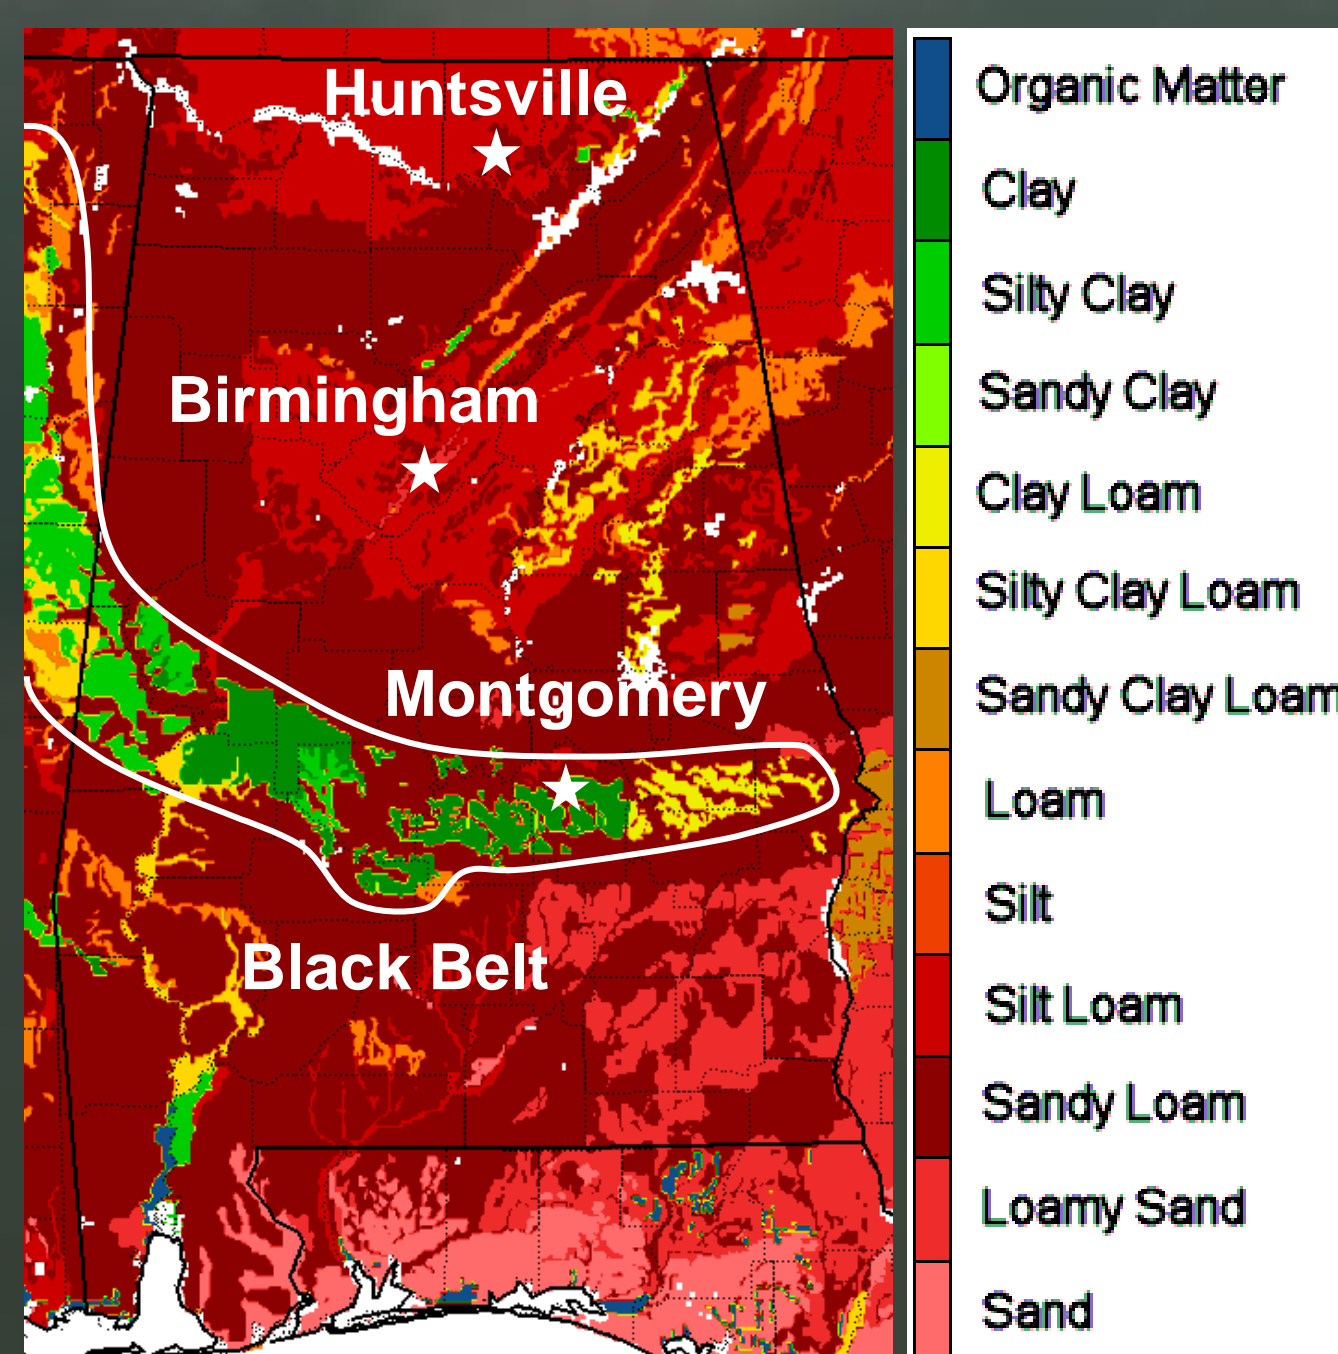 Huntsville
Birmingham
Montgomery
Black Belt
Organic Matter
Clay
Silty Clay
Sandy Clay
Clay Loam
Silty Clay Loam
Sandy Clay Loam
Loam
Silt
Silt Loam
Sandy Loam
Loamy Sand
Sand